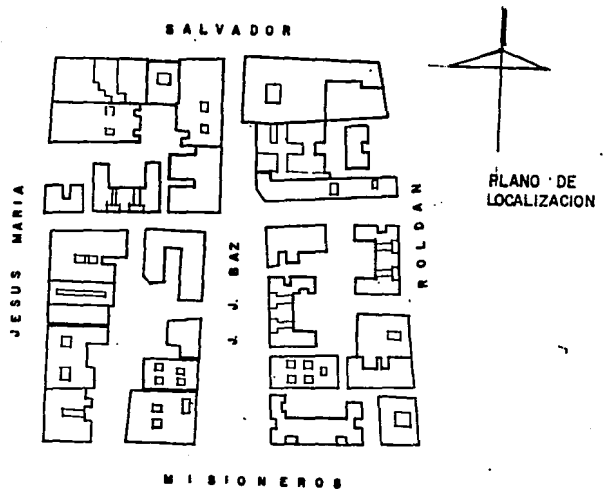 SALVADOR
PLANO DE
LOCALIZACION
JESUS MARIA
J. J. BAZ
ROLDAN
MISIONEROS